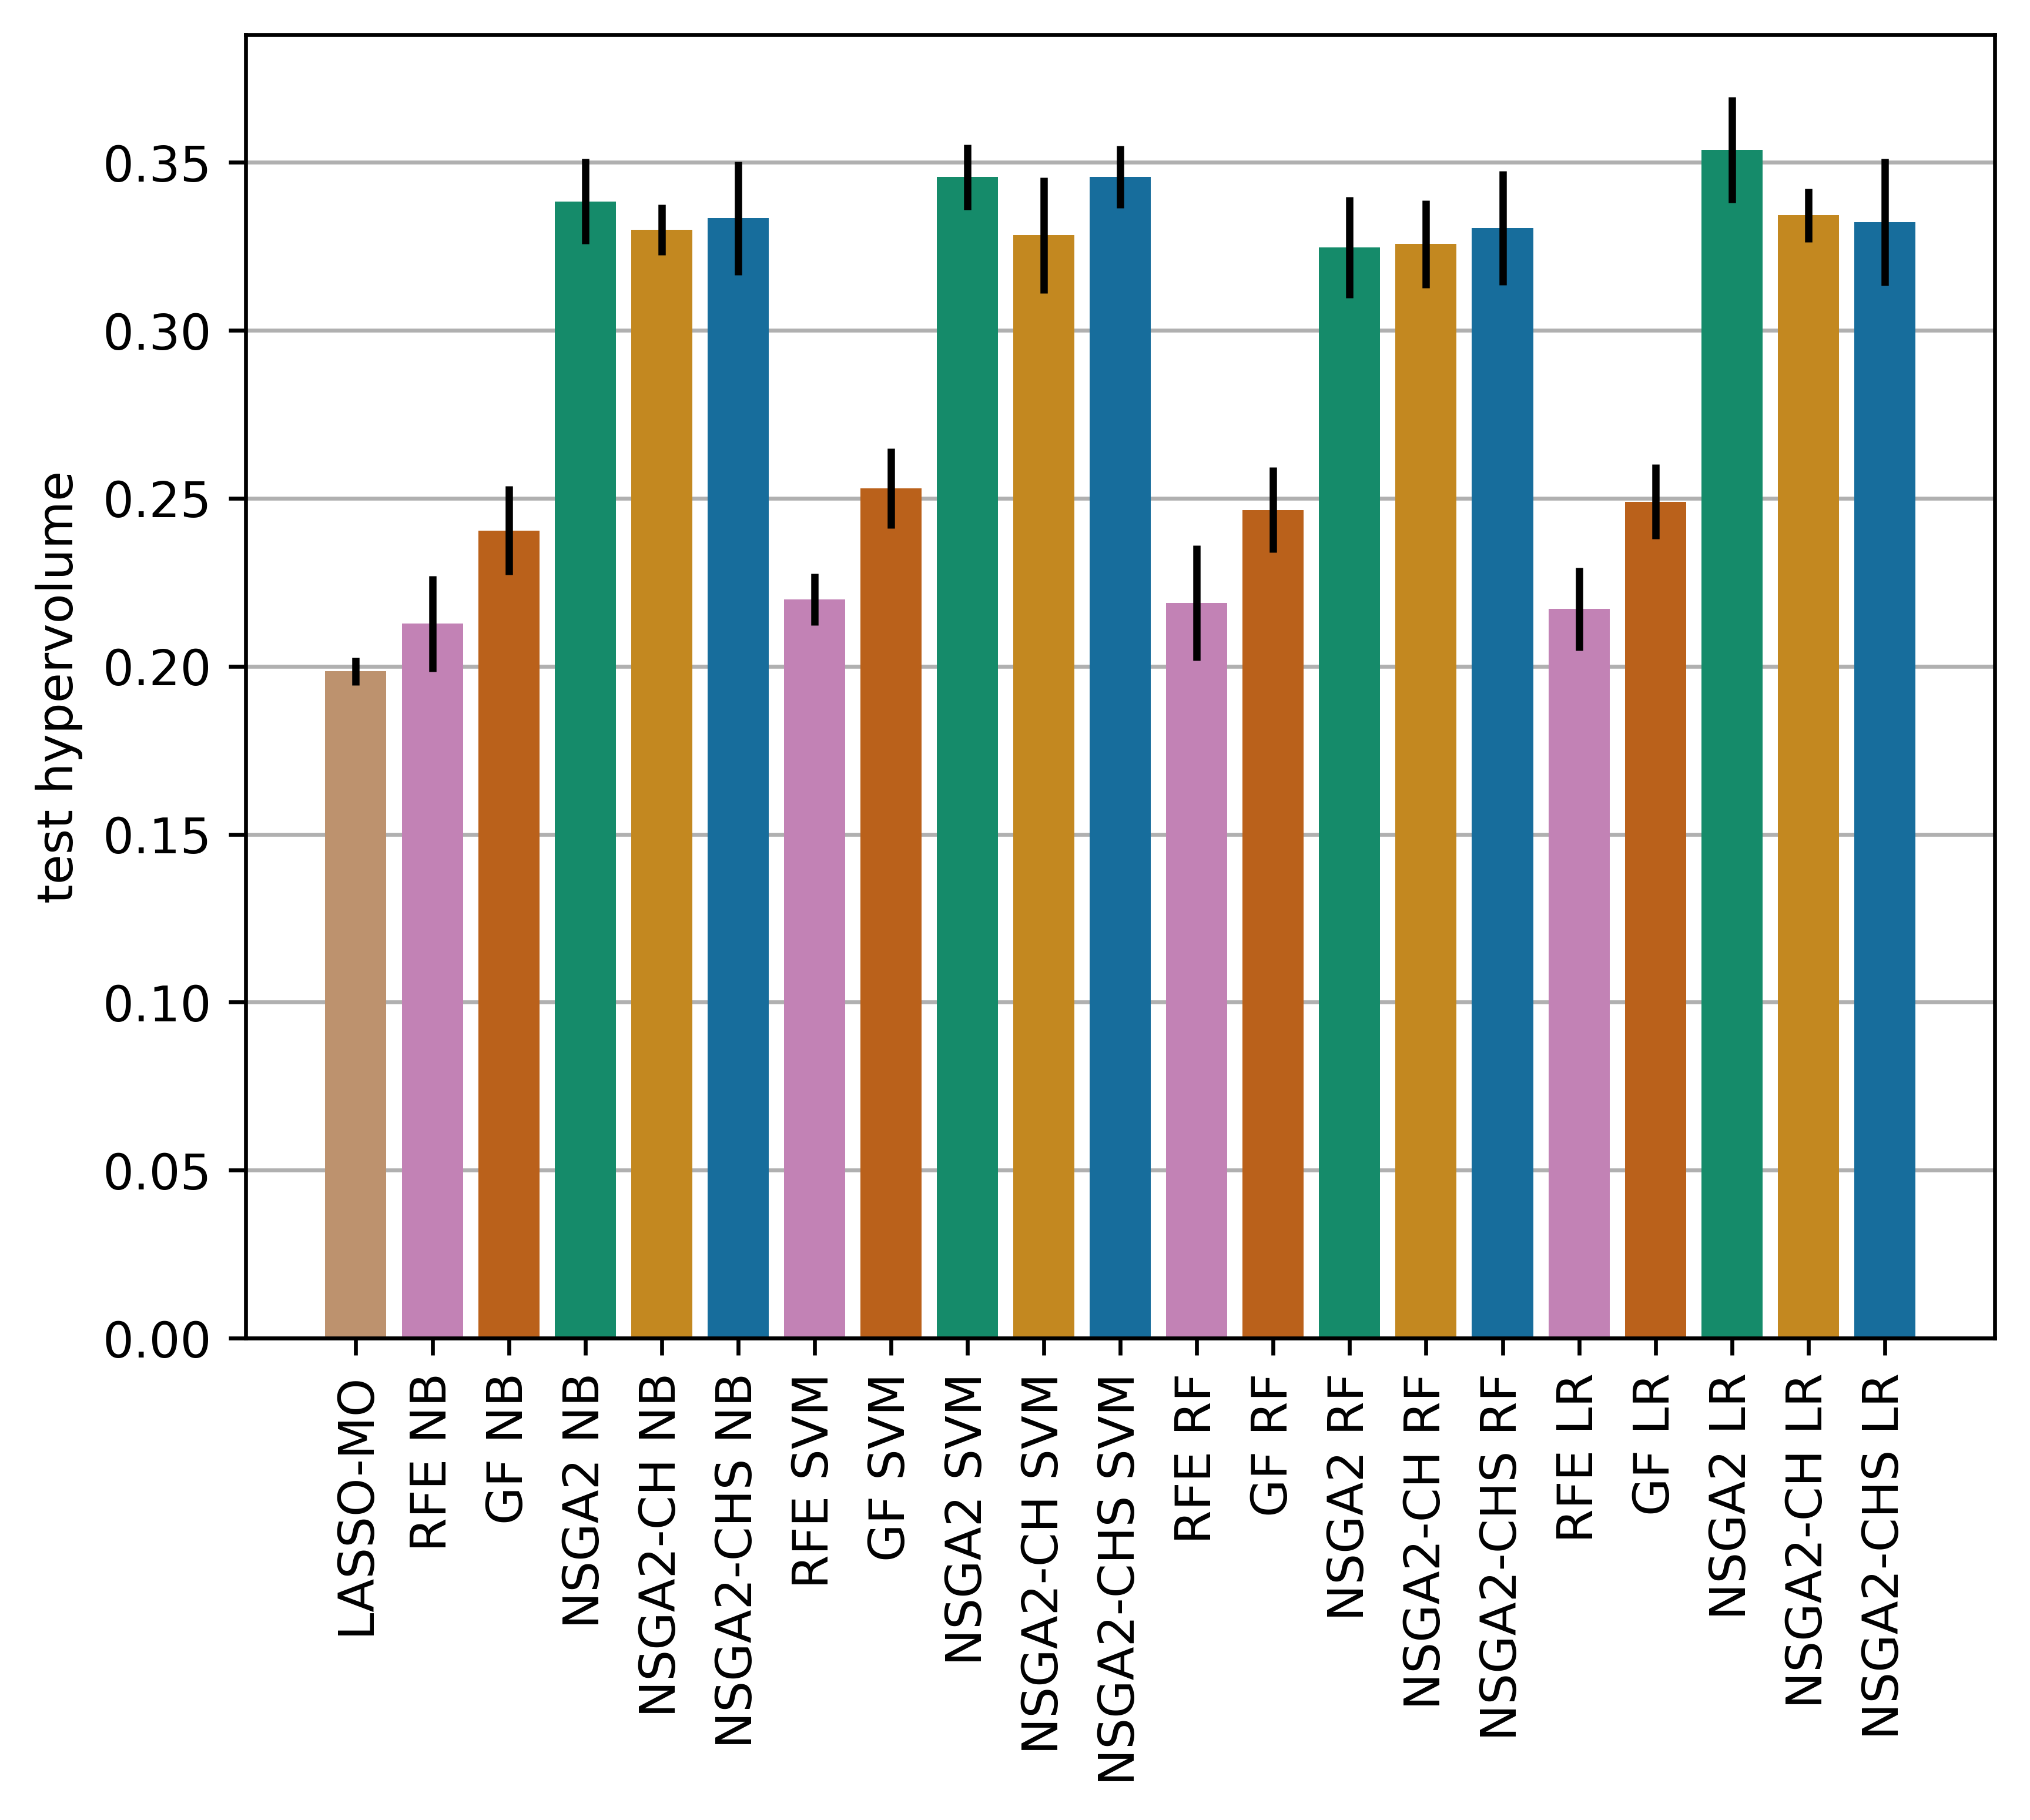 test hypervolume
0.35
0.30
0.25
0.20
0.15
0.10
0.05
0.00
LASSO-MO
RFE NB
GF NB
NSGA2 NB
NSGA2-CH NB
NSGA2-CHS NB
RFE SVM
GF SVM
NSGA2 SVM
NSGA2-CH SVM
NSGA2-CHS SVM
RFE RF
GF RF
NSGA2 RF
NSGA2-CH RF
NSGA2-CHS RF
RFE LR
GF LR
NSGA2 LR
NSGA2-CH LR
NSGA2-CHS LR